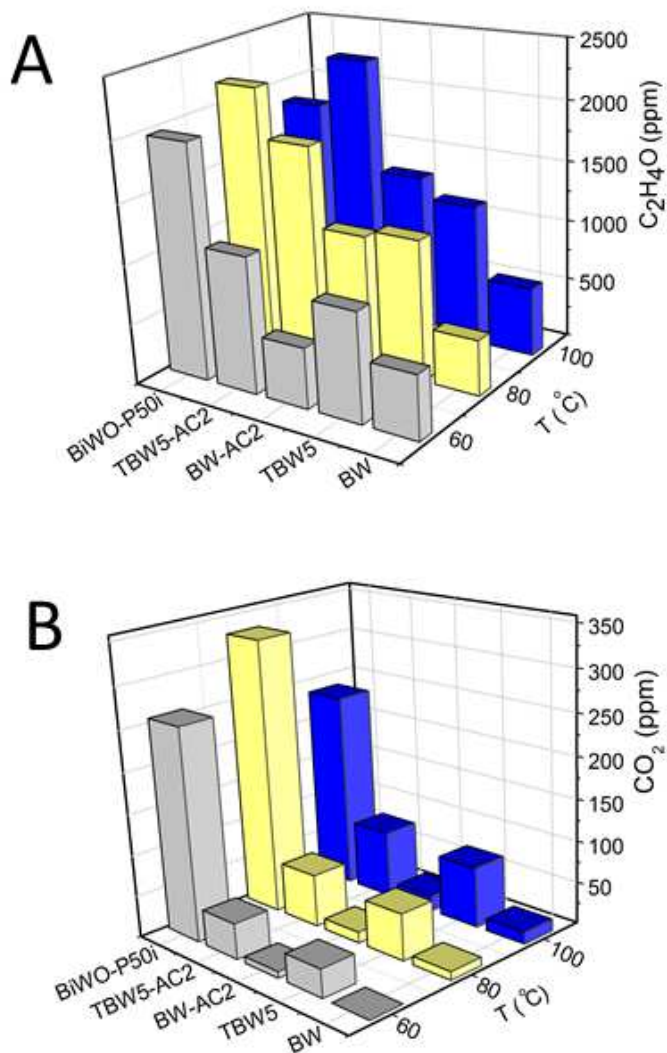 A
2500
2000
1500
1000
500
C₂H₄O (ppm)
100
80
60
T (°C)
BiWO-P50i
TBW5-AC2
BW-AC2
TBW5
BW
B
350
300
250
200
150
100
50
CO₂ (ppm)
100
80
60
T (°C)
BiWO-P50i
TBW5-AC2
BW-AC2
TBW5
BW